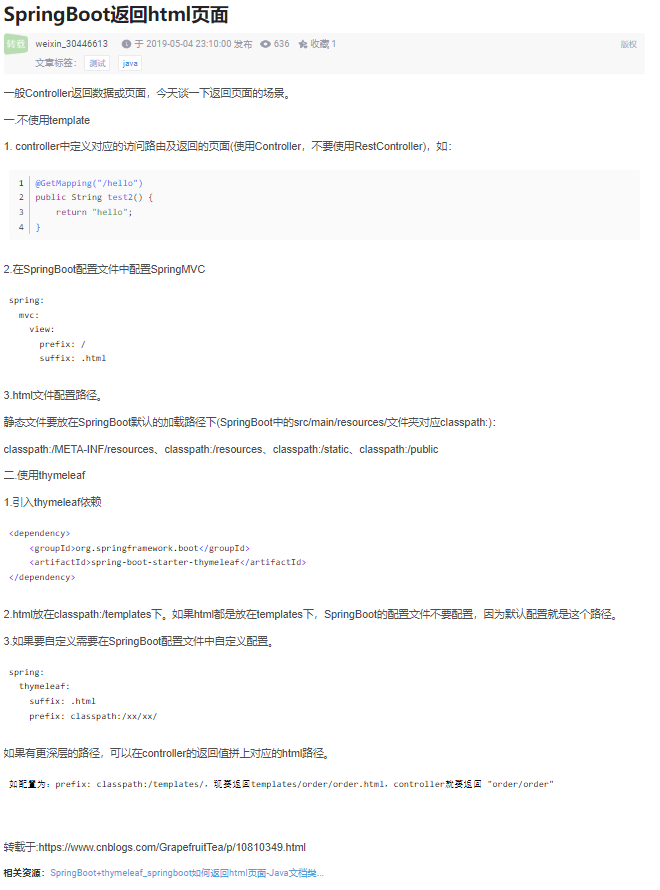 SpringBoot返回html页面
转载 weixin_30446613 于 2019-05-04 23:10:00 发布 636 收藏 1 版权
文章标签： 测试 java
一般Controller返回数据或页面，今天谈一下返回页面的场景。
一.不使用template
1. controller中定义对应的访问路由及返回的页面(使用Controller，不要使用RestController)，如：
1 @GetMapping("/hello")
2 public String test2() {
3     return "hello";
4 }
2.在SpringBoot配置文件中配置SpringMVC
spring:
  mvc:
    view:
      prefix: /
      suffix: .html
3.html文件配置路径。
静态文件要放在SpringBoot默认的加载路径下(SpringBoot中的src/main/resources/文件夹对应classpath:)：
classpath:/META-INF/resources、classpath:/resources、classpath:/static、classpath:/public
二.使用thymeleaf
1.引入thymeleaf依赖
<dependency>
    <groupId>org.springframework.boot</groupId>
    <artifactId>spring-boot-starter-thymeleaf</artifactId>
</dependency>
2.html放在classpath:/templates下。如果html都是放在templates下，SpringBoot的配置文件不要配置，因为默认配置就是这个路径。
3.如果要自定义需要在SpringBoot配置文件中自定义配置。
spring:
  thymeleaf:
    suffix: .html
    prefix: classpath:/xx/xx/
如果有更深层的路径，可以在controller的返回值拼上对应的html路径。
如配置为：prefix: classpath:/templates/，现要返回templates/order/order.html，controller就要返回 "order/order"
转载于:https://www.cnblogs.com/GrapefruitTea/p/10810349.html
相关资源：SpringBoot+thymeleaf_springboot如何返回html页面-Java文档类...